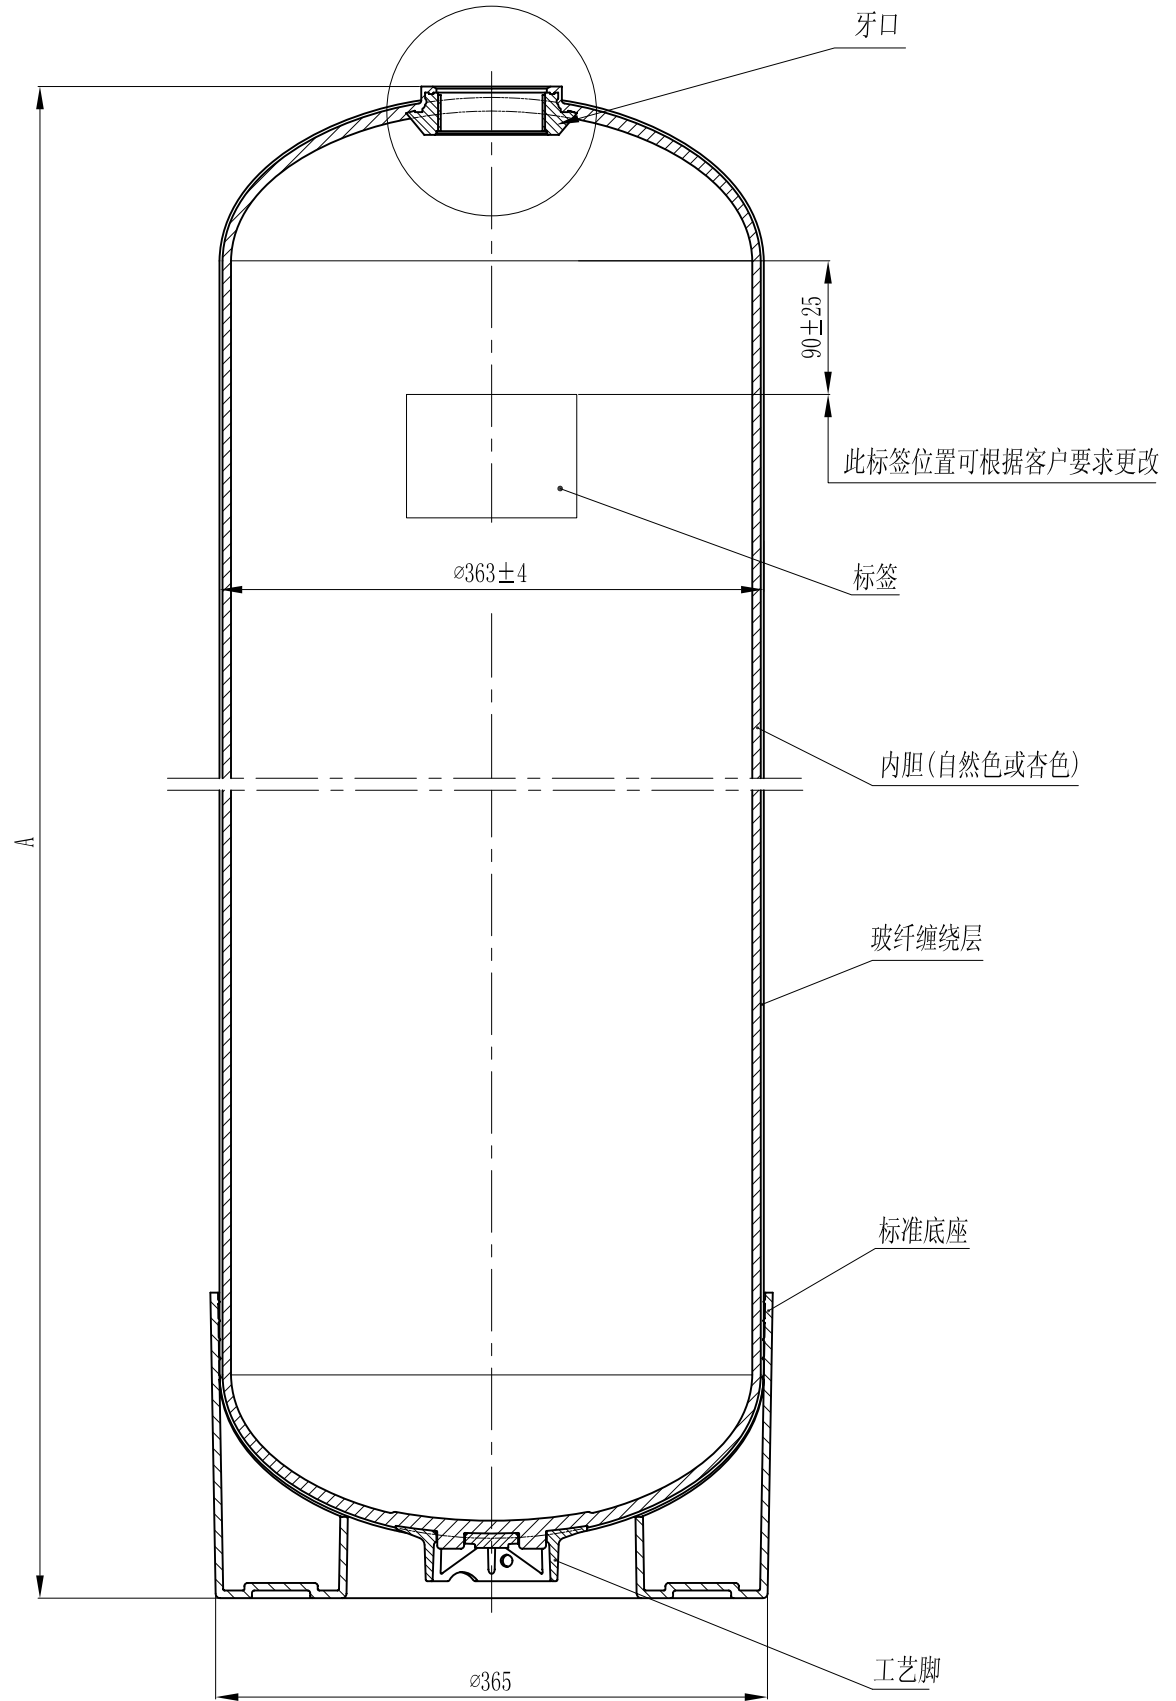 牙口
90±25
此标签位置可根据客户要求更改
标签
⌀363±4
内胆(自然色或杏色)
A
玻纤缠绕层
标准底座
工艺脚
⌀365